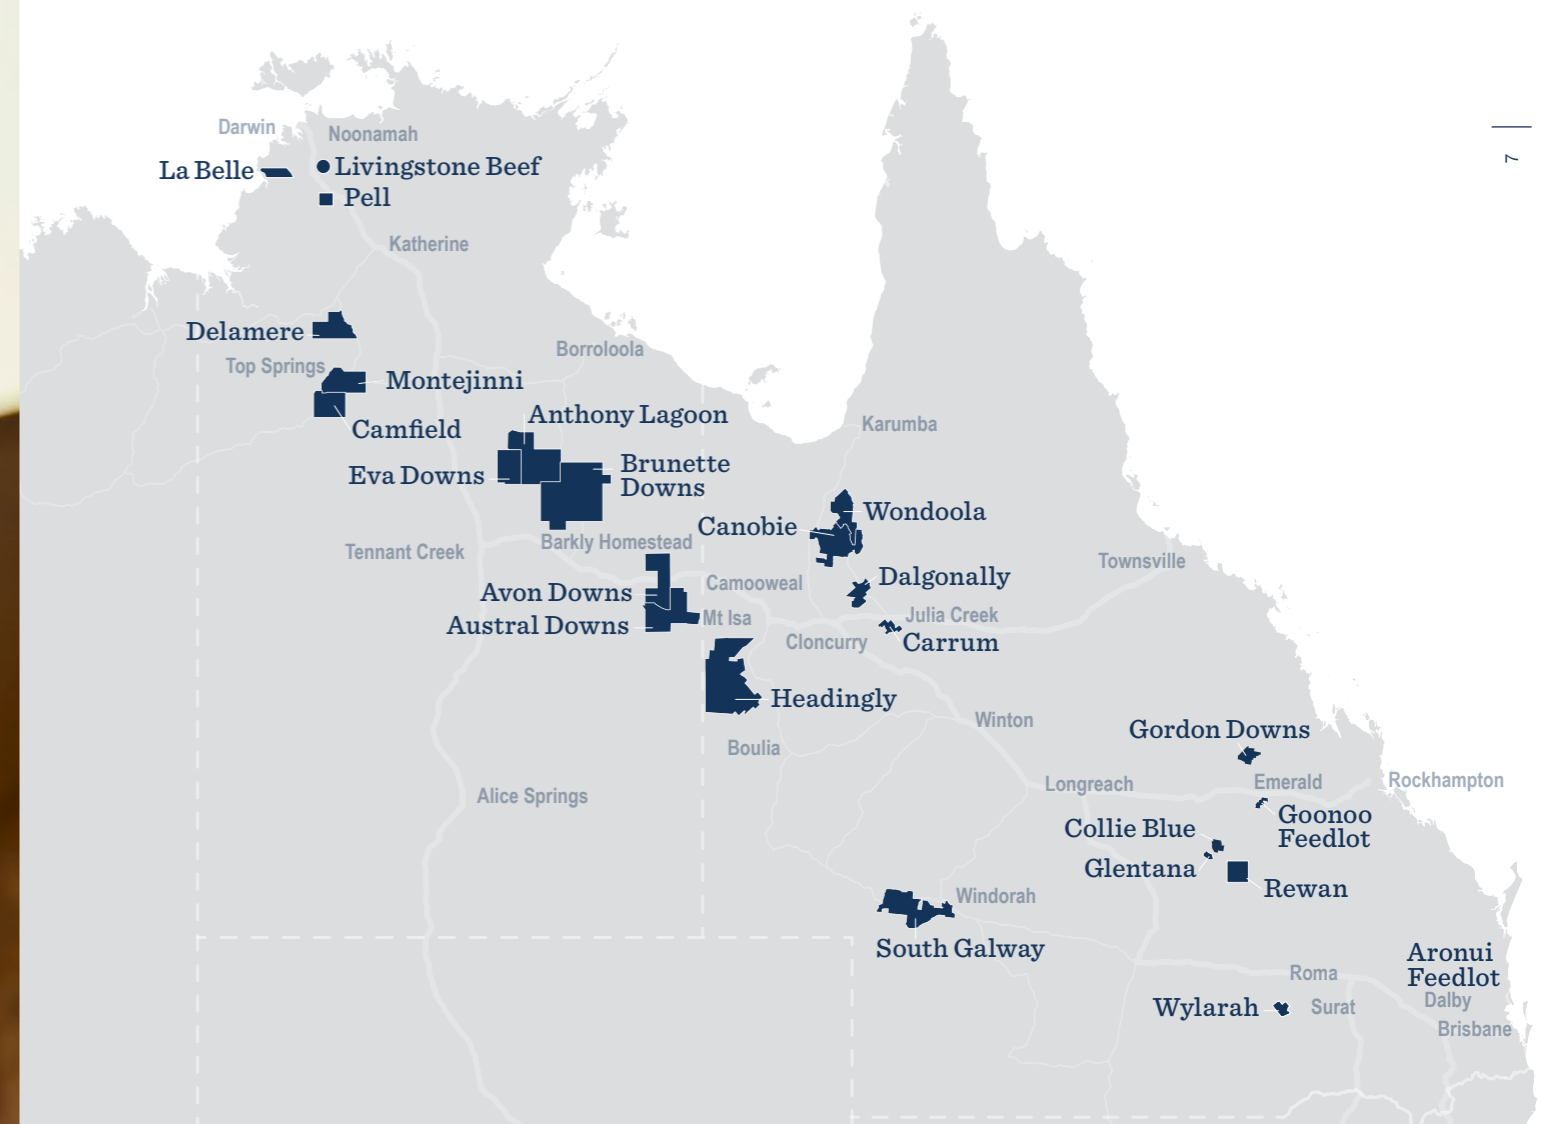 7
Darwin
Noonamah
La Belle
Livingstone Beef
Pell
Katherine
Delamere
Top Springs
Borroloola
Montejinni
Camfield
Anthony Lagoon
Karumba
Eva Downs
Brunette
Downs
Canobie
Wondoola
Tennant Creek
Barkly Homestead
Townsville
Camooweal
Dalgonally
Avon Downs
Austral Downs
Mt Isa
Julia Creek
Cloncurry
Carrum
Headingly
Winton
Gordon Downs
Boulia
Emerald
Rockhampton
Longreach
Alice Springs
Goonoo
Feedlot
Collie Blue
Glentana
Rewan
Windorah
South Galway
Aronui
Feedlot
Roma
Dalby
Wylarah
Surat
Brisbane